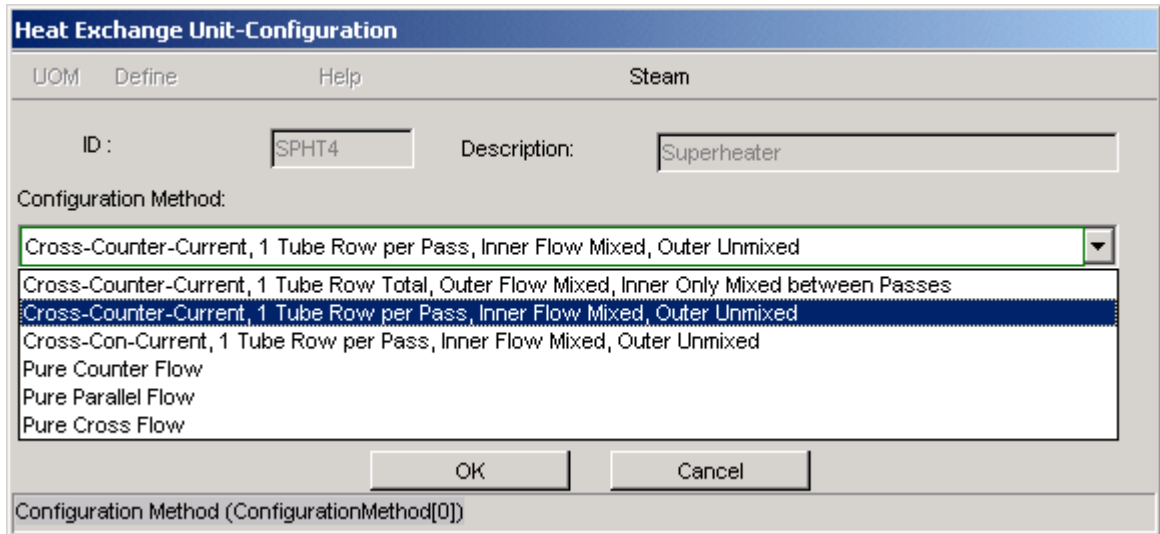 Heat Exchange Unit-Configuration
UOM Define Help Steam
ID : SPHT4 Description: Superheater
Configuration Method:
Cross-Counter-Current, 1 Tube Row per Pass, Inner Flow Mixed, Outer Unmixed
Cross-Counter-Current, 1 Tube Row Total, Outer Flow Mixed, Inner Only Mixed between Passes
Cross-Counter-Current, 1 Tube Row per Pass, Inner Flow Mixed, Outer Unmixed
Cross-Con-Current, 1 Tube Row per Pass, Inner Flow Mixed, Outer Unmixed
Pure Counter Flow
Pure Parallel Flow
Pure Cross Flow
OK Cancel
Configuration Method (ConfigurationMethod[0])